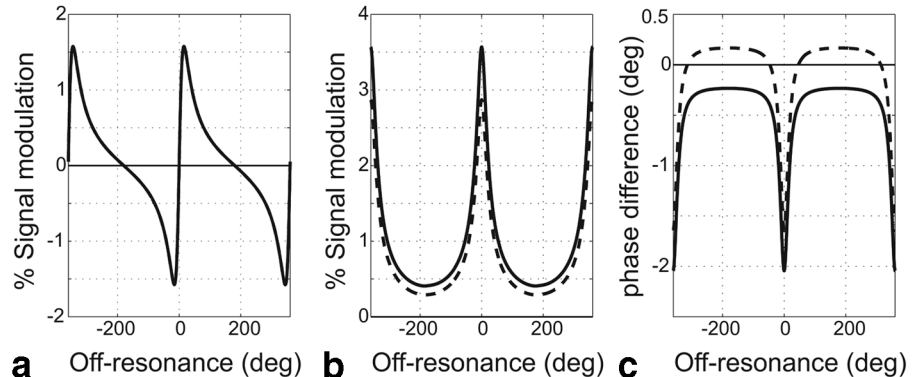 2
1
0
-1
-2
-200
0
200
% Signal modulation
Off-resonance (deg)
a
4
3
2
1
0
-200
0
200
% Signal modulation
Off-resonance (deg)
b
0.5
0
-1
-2
-200
0
200
phase difference (deg)
Off-resonance (deg)
c